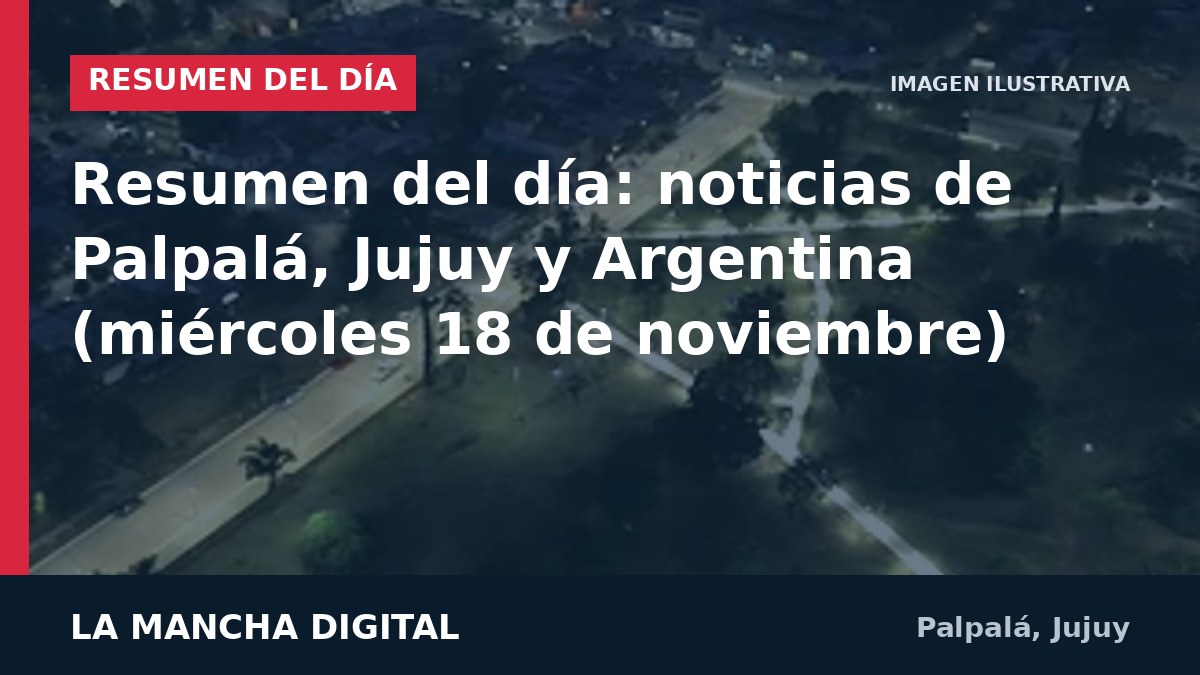 RESUMEN DEL DÍA
IMAGEN ILUSTRATIVA
Resumen del día: noticias de
Palpalá, Jujuy y Argentina
(miércoles 18 de noviembre)
LA MANCHA DIGITAL
Palpalá, Jujuy